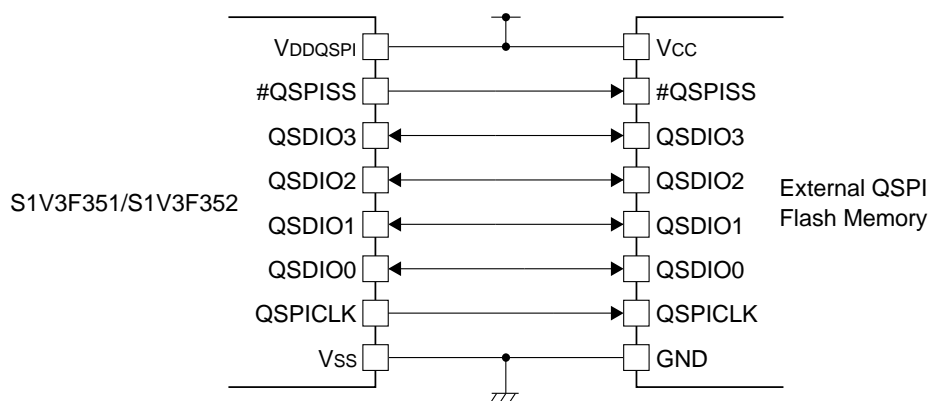 VDDQSPI VCC
#QSPISS #QSPISS
QSDIO3 QSDIO3
QSDIO2 QSDIO2
S1V3F351/S1V3F352
External QSPI
Flash Memory
QSDIO1 QSDIO1
QSDIO0 QSDIO0
QSPICLK QSPICLK
VSS GND